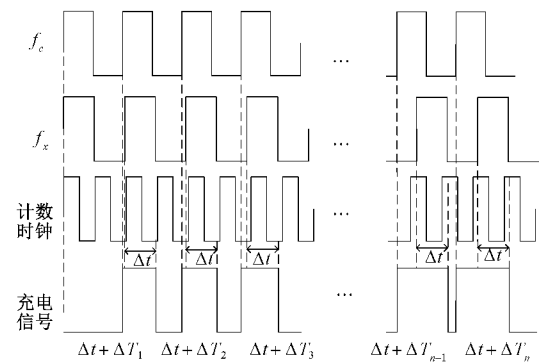 f_c
...
f_x
...
计数
时钟
...
Δt Δt Δt Δt Δt
充电
信号
...
Δt + ΔT_1 Δt + ΔT_2 Δt + ΔT_3 Δt + ΔT_{n-1} Δt + ΔT_n